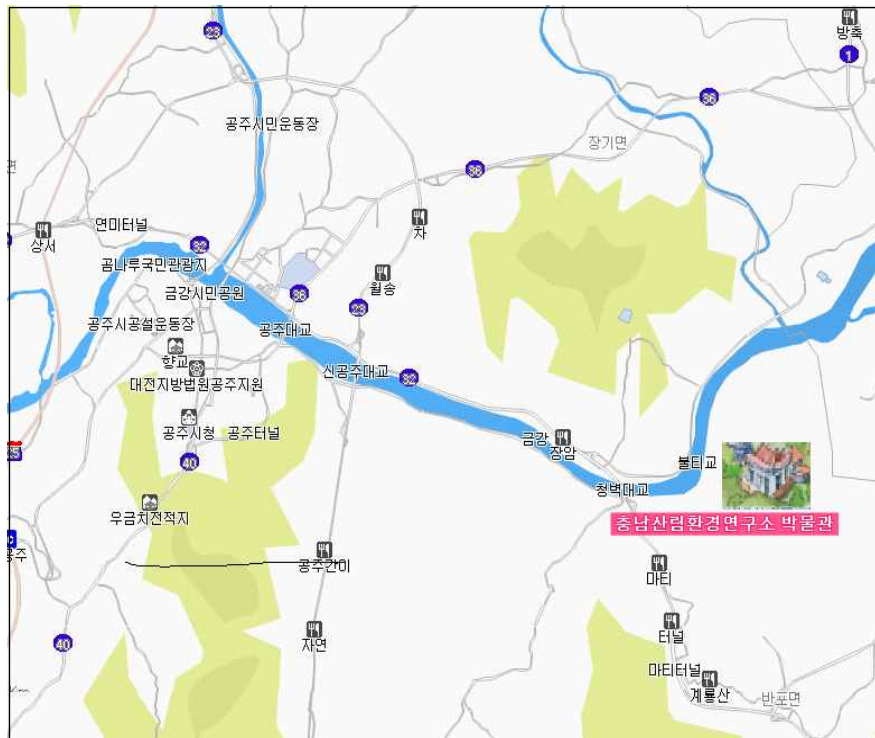 23
방축
1
36
공주시민운동장
장기면
36
면
차
연미터널
상서
32
곰나루국민관광지
월송
금강시민공원
36
23
공주시공설운동장
공주대교
향교
신공주대교
32
대전지방법원공주지원
공주시청
공주터널
금강
장암
40
불티교
청벽대교
우금치전적지
충남산림환경연구소 박물관
공주
공주간이
마티
자연
터널
40
마티터널
계룡산
반포면